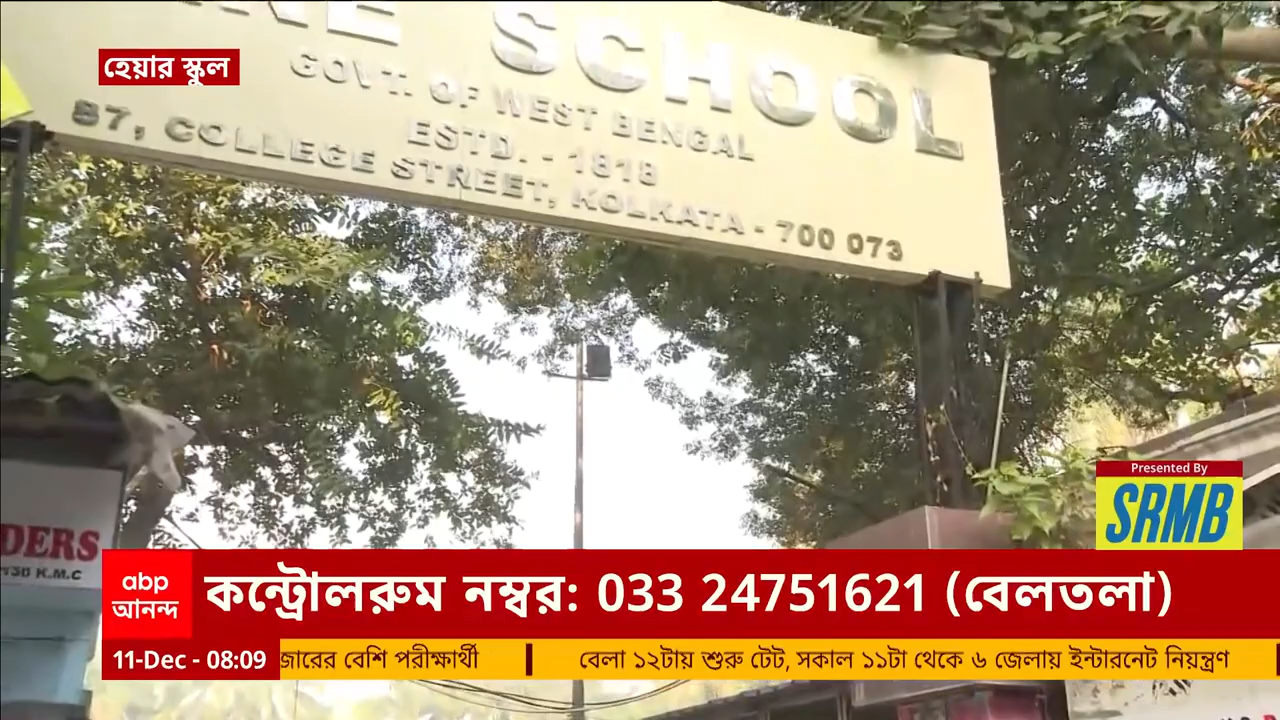 হেয়ার স্কুল
SCHOOL
GOVT. OF WEST BENGAL
ESTD. - 1818
87, COLLEGE STREET, KOLKATA - 700 073
DERS
K.M.C
Presented By
SRMB
abp
আনন্দ
কন্ট্রোলরুম নম্বর: 033 24751621 (বেলতলা)
11-Dec - 08:09
জারের বেশি পরীক্ষার্থী | বেলা ১২টায় শুরু টেট, সকাল ১১টা থেকে ৬ জেলায় ইন্টারনেট নিয়ন্ত্রণ